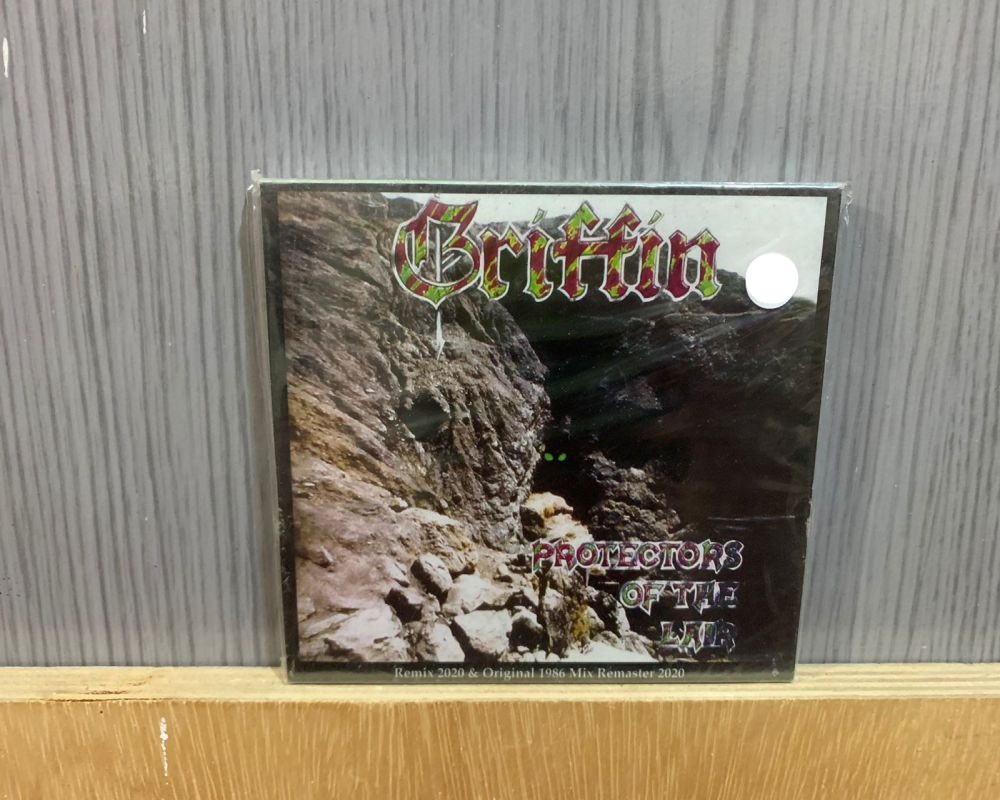 Griffin
PROTECTORS
OF THE
LAIR
Remix 2020 & Original 1986 Mix Remaster 2020